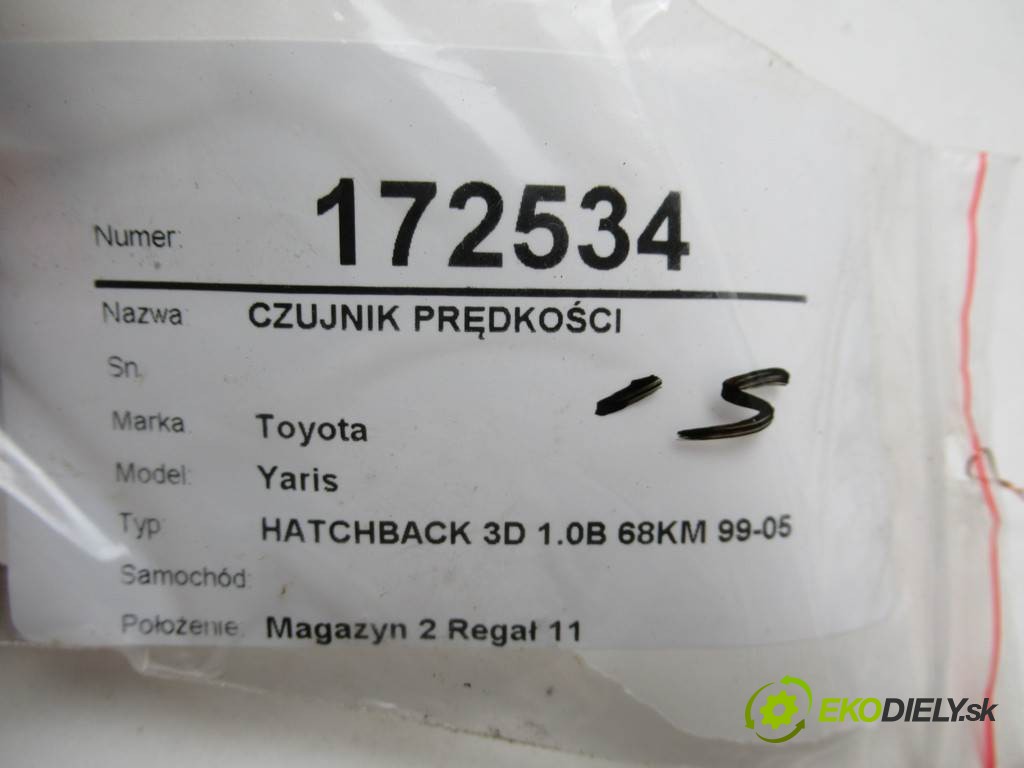 Numer: 172534
Nazwa: CZUJNIK PRĘDKOŚCI
Sn.
Marka: Toyota
Model: Yaris
Typ: HATCHBACK 3D 1.0B 68KM 99-05
Samochód:
Położenie: Magazyn 2 Regał 11
EKODIELY.sk